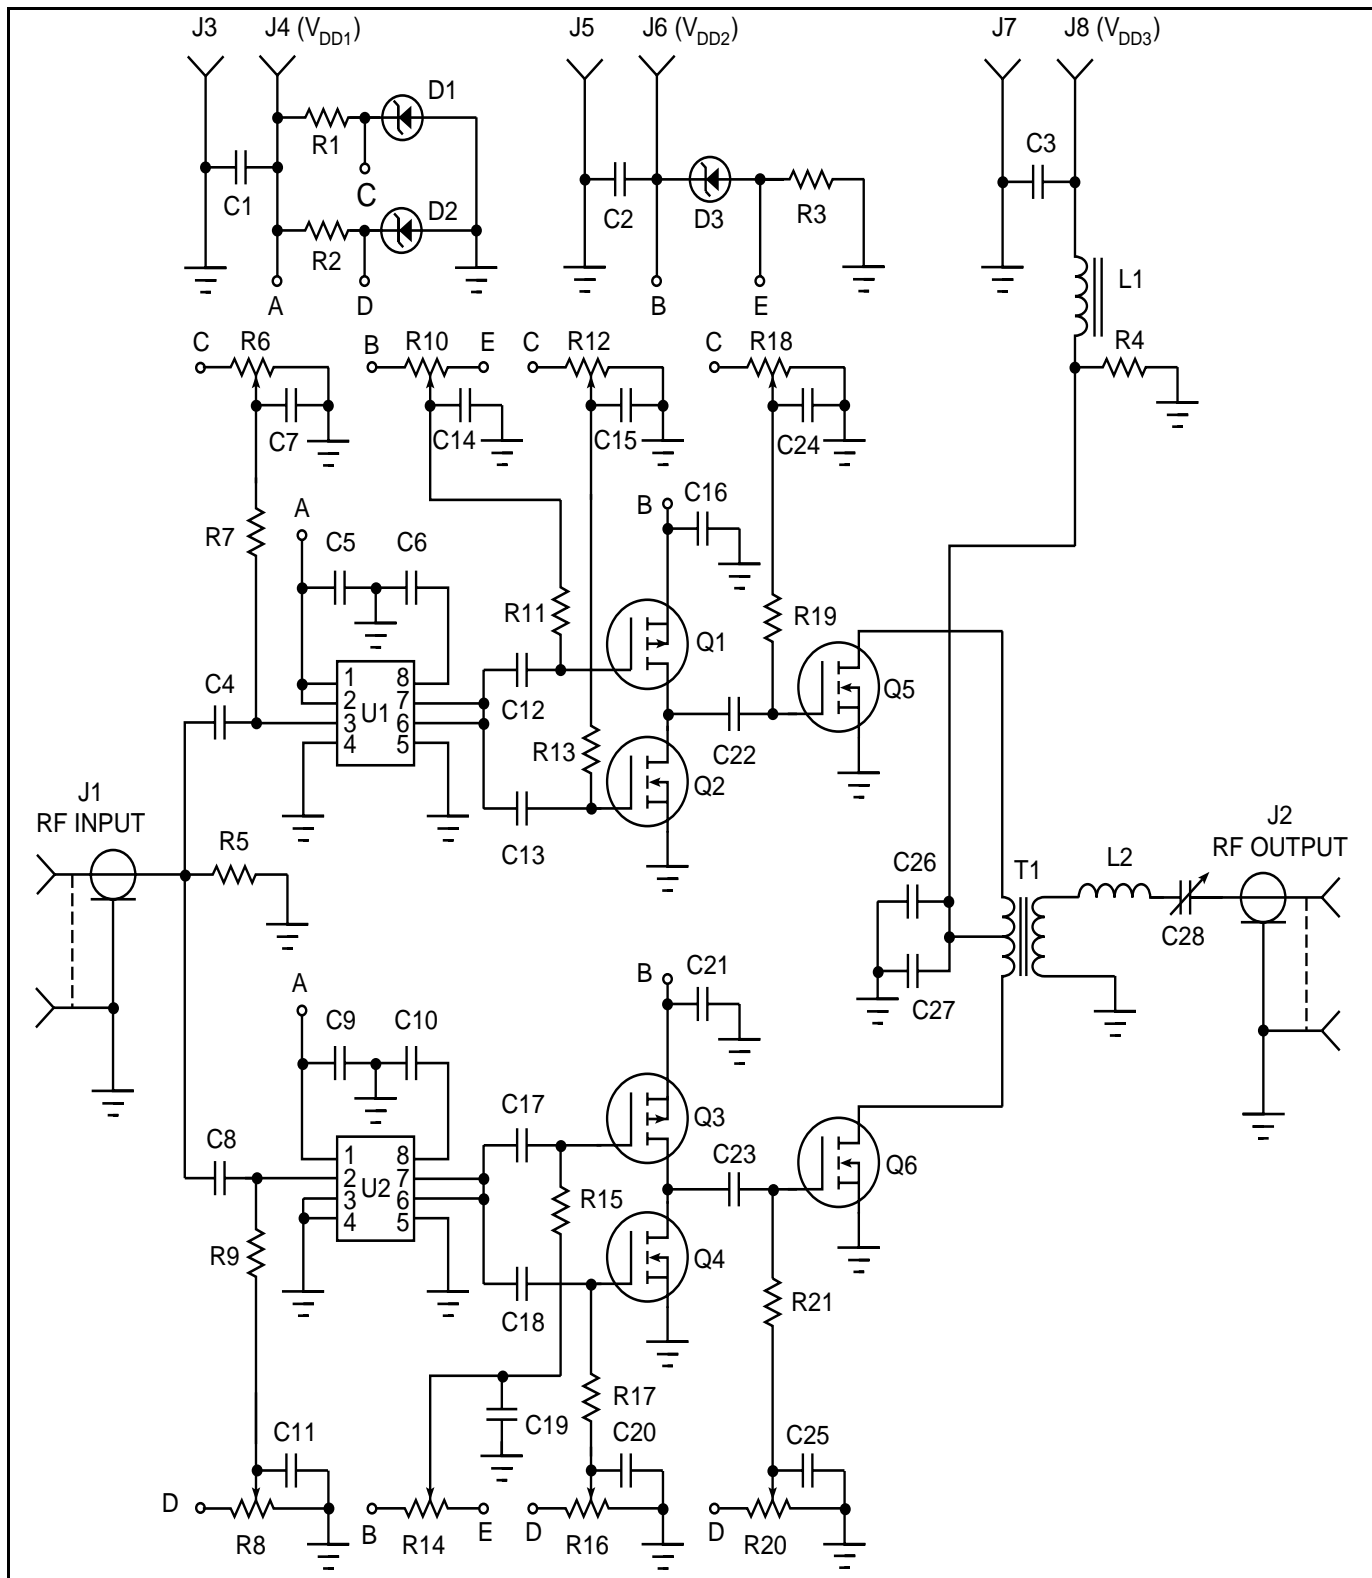 J3 J4 (VDD1) J5 J6 (VDD2) J7 J8 (VDD3)
D1
R1 C3
C1 C C2 D3 R3
D2
R2
A D B E L1
C R6 B R10 E C R12 C R18 R4
C7 C14 C15 C24
A B C16
R7 C5 C6
R11 R19
Q1
C4 1 8 Q5
2 7
U1 C12
3 6
4 5 R13 C22
Q2
J1
RF INPUT R5 C13 J2
C26 T1 L2 RF OUTPUT
C28
A B C21 C27
C9 C10
C8 C17 Q3
1 8 C23
2 7 Q6
U2 R15
3 6
4 5
R9 Q4
C18 R21
R17
C11 C19 C20 C25
D B E D D
R8 R14 R16 R20